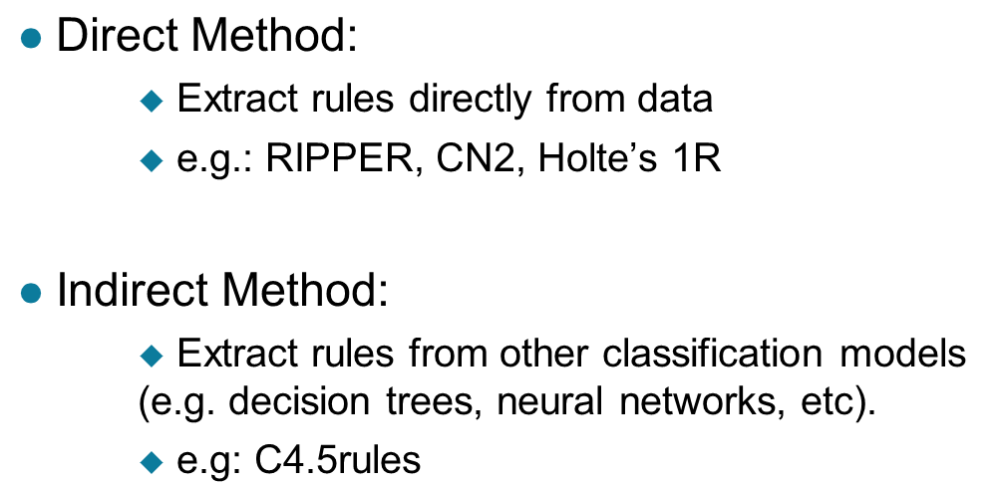 ● Direct Method:
◆ Extract rules directly from data
◆ e.g.: RIPPER, CN2, Holte’s 1R
● Indirect Method:
◆ Extract rules from other classification models
(e.g. decision trees, neural networks, etc).
◆ e.g: C4.5rules